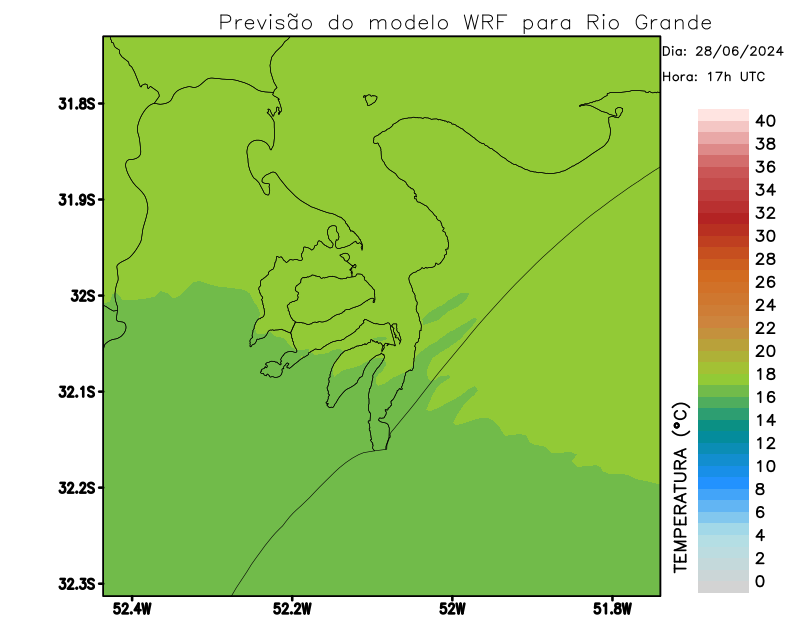 Previsão do modelo WRF para Rio Grande
Dia: 28/06/2024
Hora: 17h UTC
31.8S
31.9S
32S
32.1S
32.2S
32.3S
52.4W
52.2W
52W
51.8W
TEMPERATURA (°C)
40
38
36
34
32
30
28
26
24
22
20
18
16
14
12
10
8
6
4
2
0